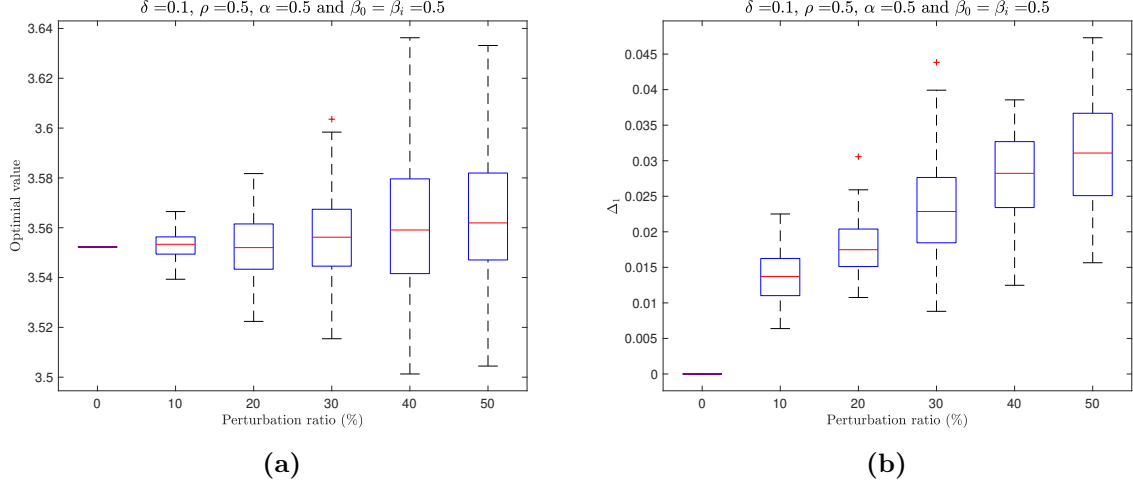 δ =0.1, ρ =0.5, α =0.5 and β₀ = βᵢ =0.5
3.64
3.62
3.6
3.58
3.56
3.54
3.52
3.5
Optimial value
0 10 20 30 40 50
Perturbation ratio (%)
(a)
δ =0.1, ρ =0.5, α =0.5 and β₀ = βᵢ =0.5
0.045
0.04
0.035
0.03
0.025
0.02
0.015
0.01
0.005
0
Δ₁
0 10 20 30 40 50
Perturbation ratio (%)
(b)